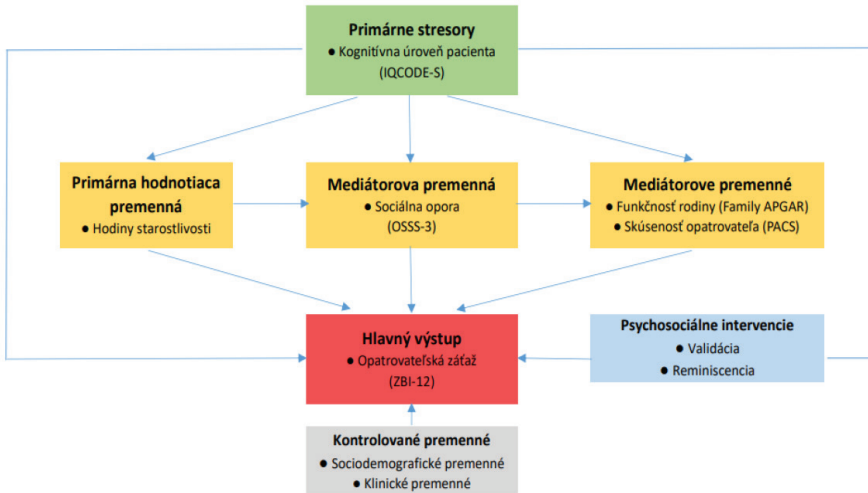 Primárne stresory
● Kognitívna úroveň pacienta
(IQCODE-S)
Primárna hodnotiaca
premenná
● Hodiny starostlivosti
Mediátorova premenná
● Sociálna opora
(OSSS-3)
Mediátorove premenné
● Funkčnosť rodiny (Family APGAR)
● Skúsenosť opatrovateľa (PACS)
Hlavný výstup
● Opatrovateľská záťaž
(ZBI-12)
Psychosociálne intervencie
● Validácia
● Reminiscencia
Kontrolované premenné
● Sociodemografické premenné
● Klinické premenné